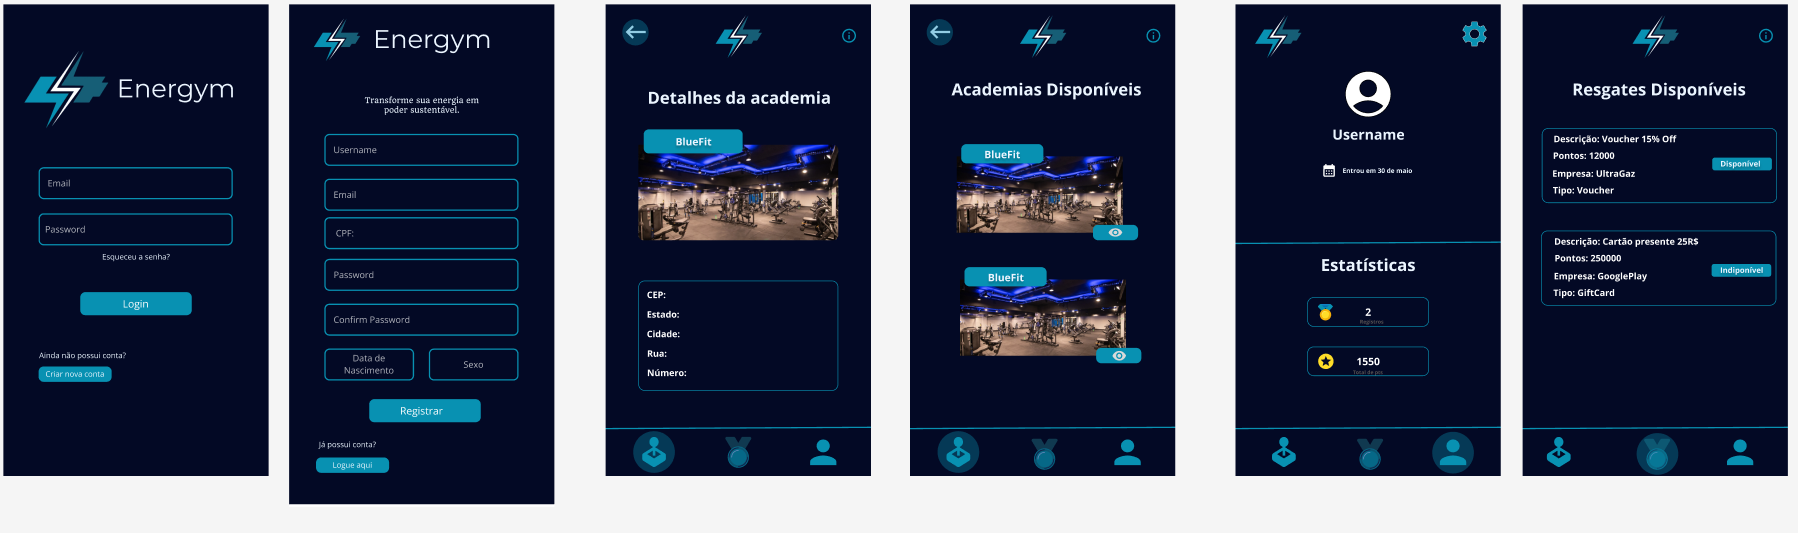 Energym
Email
Password
Esqueceu a senha?
Login
Ainda não possui conta?
Criar nova conta
Energym
Transforme sua energia em
poder sustentável.
Username
Email
CPF:
Password
Confirm Password
Data de
Nascimento
Sexo
Registrar
Já possui conta?
Logue aqui
Detalhes da academia
BlueFit
CEP:
Estado:
Cidade:
Rua:
Número:
Academias Disponíveis
BlueFit
BlueFit
Username
Entrou em 30 de maio
Estatísticas
2
Registros
1550
Total de pts
Resgates Disponíveis
Descrição: Voucher 15% Off
Pontos: 12000
Disponível
Empresa: UltraGaz
Tipo: Voucher
Descrição: Cartão presente 25R$
Pontos: 250000
Indiponível
Empresa: GooglePlay
Tipo: GiftCard